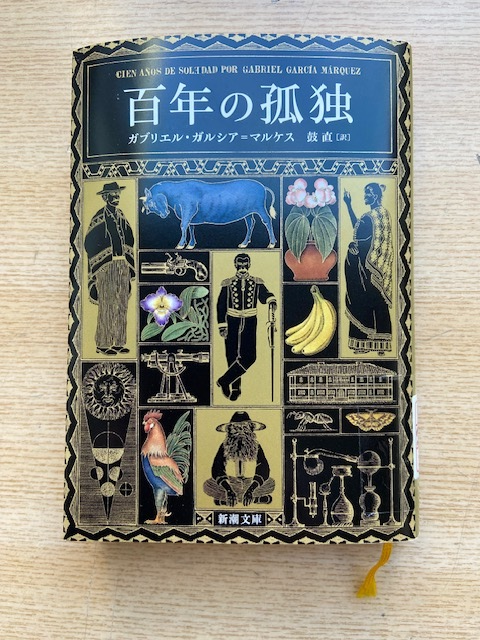 CIEN AÑOS DE SOLEDAD POR GABRIEL GARCÍA MÁRQUEZ
百年の孤独
ガブリエル・ガルシア=マルケス 鼓 直[訳]
新潮文庫